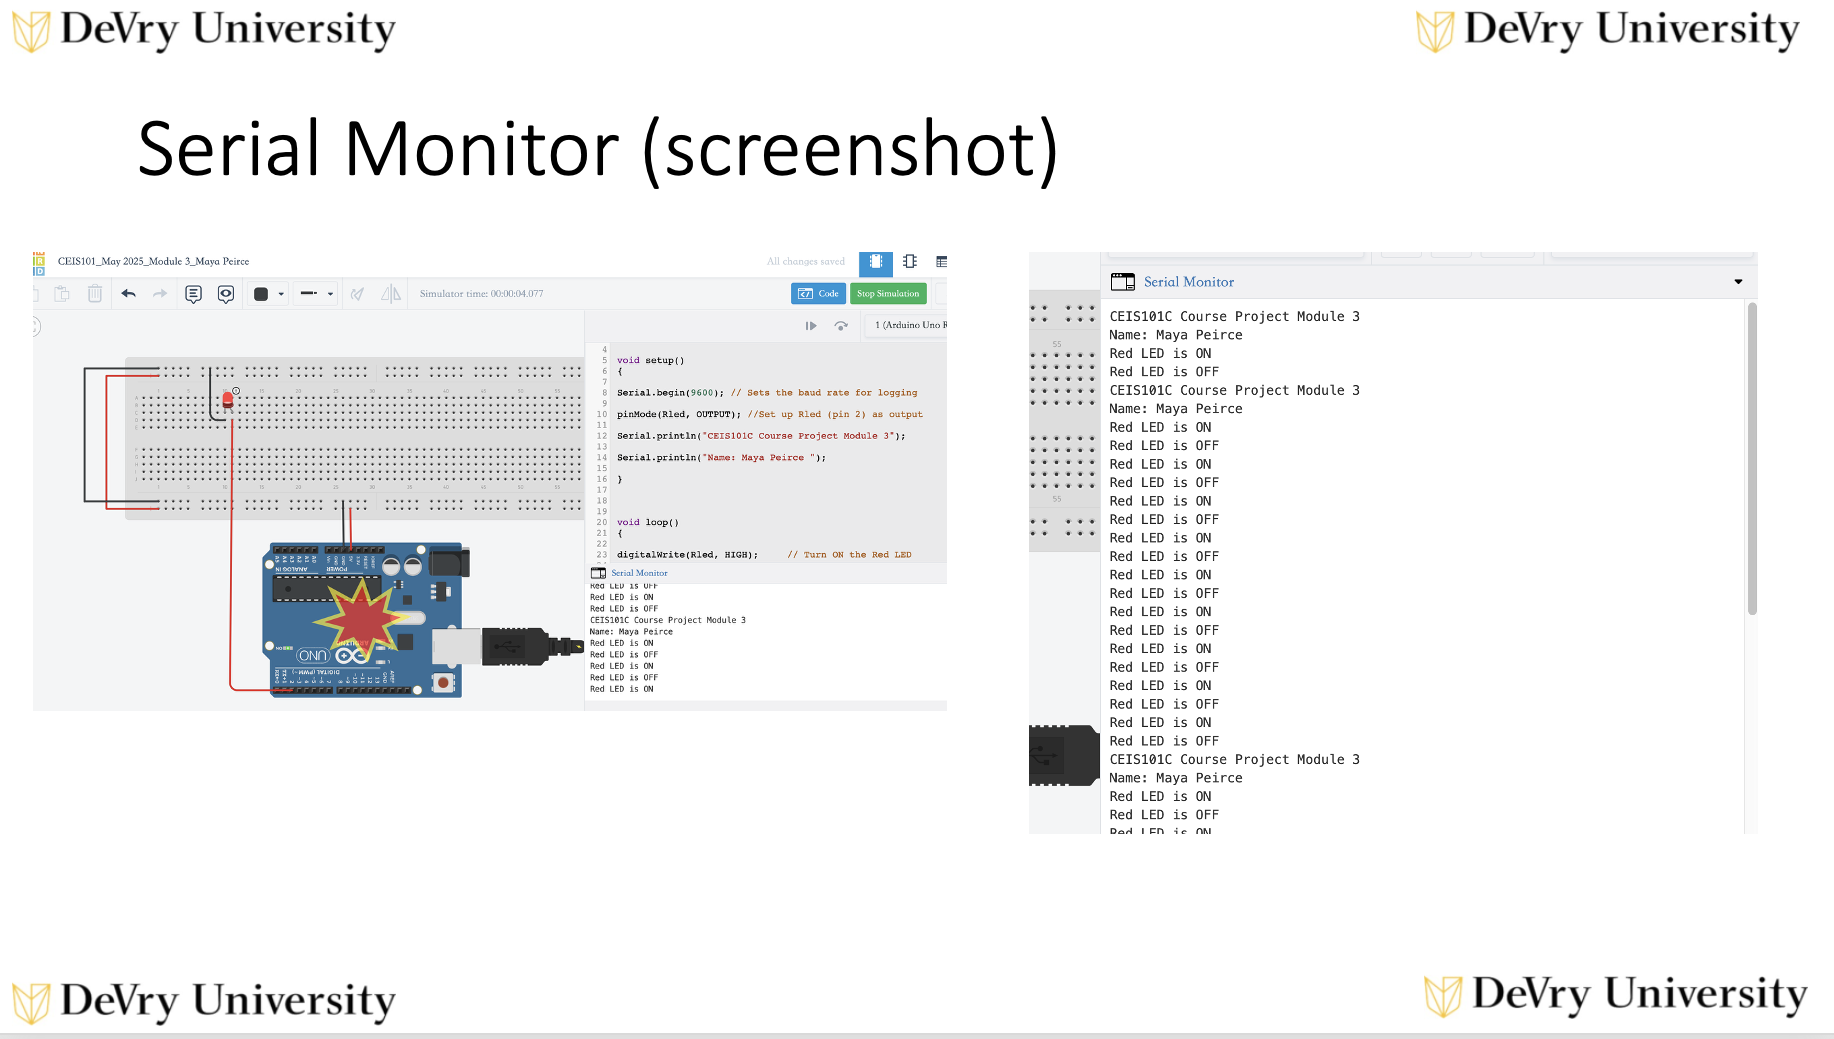 DeVry University
DeVry University
Serial Monitor (screenshot)
CEIS101_May 2025_Module 3_Maya Peirce
All changes saved
Simulator time: 00:00:04.077
Code
Stop Simulation
1 (Arduino Uno R
4
5 void setup()
6 {
7
8 Serial.begin(9600); // Sets the baud rate for logging
9
10 pinMode(Rled, OUTPUT); //Set up Rled (pin 2) as output
11
12 Serial.println("CEIS101C Course Project Module 3");
13
14 Serial.println("Name: Maya Peirce ");
15
16 }
17
18
19
20 void loop()
21 {
22
23 digitalWrite(Rled, HIGH); // Turn ON the Red LED
Serial Monitor
Red LED is OFF
Red LED is ON
Red LED is OFF
CEIS101C Course Project Module 3
Name: Maya Peirce
Red LED is ON
Red LED is OFF
Red LED is ON
Red LED is OFF
Red LED is ON
ANALOG IN
POWER
UNO
DIGITAL (PWM~)
Serial Monitor
55
55
CEIS101C Course Project Module 3
Name: Maya Peirce
Red LED is ON
Red LED is OFF
CEIS101C Course Project Module 3
Name: Maya Peirce
Red LED is ON
Red LED is OFF
Red LED is ON
Red LED is OFF
Red LED is ON
Red LED is OFF
Red LED is ON
Red LED is OFF
Red LED is ON
Red LED is OFF
Red LED is ON
Red LED is OFF
Red LED is ON
Red LED is OFF
Red LED is ON
Red LED is OFF
Red LED is ON
Red LED is OFF
CEIS101C Course Project Module 3
Name: Maya Peirce
Red LED is ON
Red LED is OFF
Red LED is ON
DeVry University
DeVry University